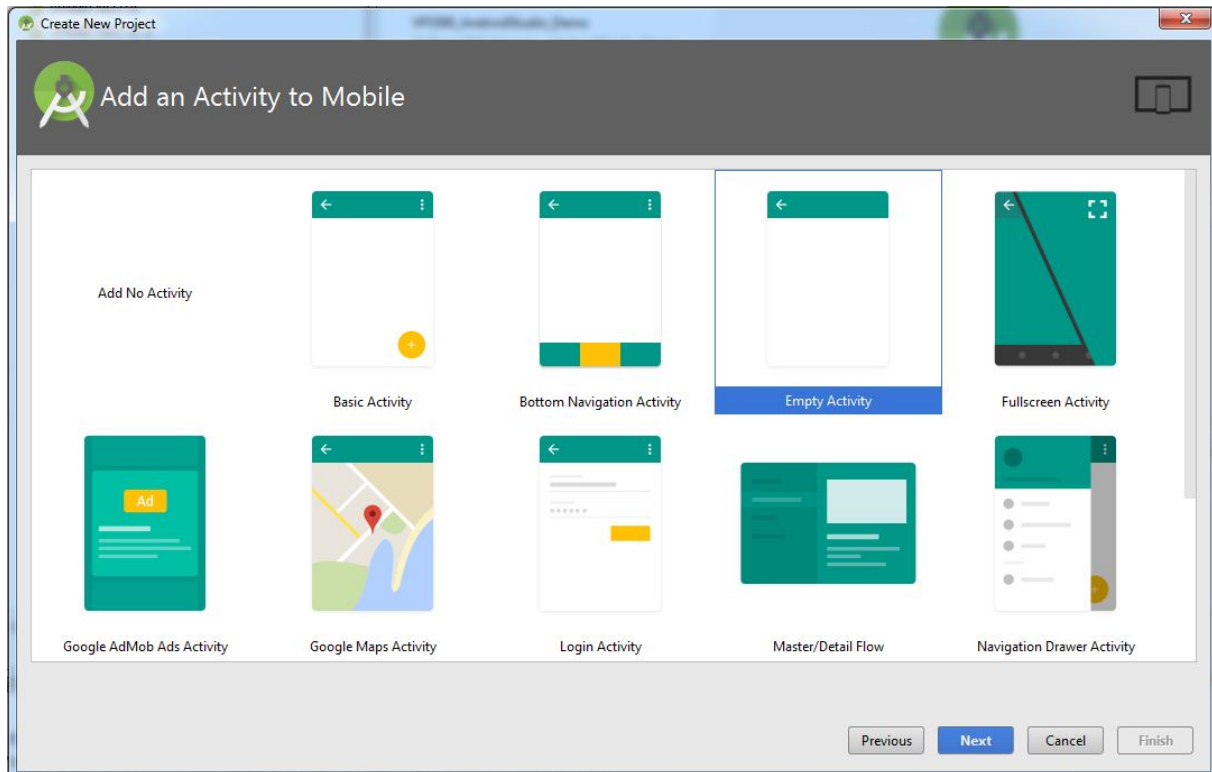 Create New Project
Add an Activity to Mobile
Add No Activity
Basic Activity
Bottom Navigation Activity
Empty Activity
Fullscreen Activity
Ad
Google AdMob Ads Activity
Google Maps Activity
Login Activity
Master/Detail Flow
Navigation Drawer Activity
Previous
Next
Cancel
Finish